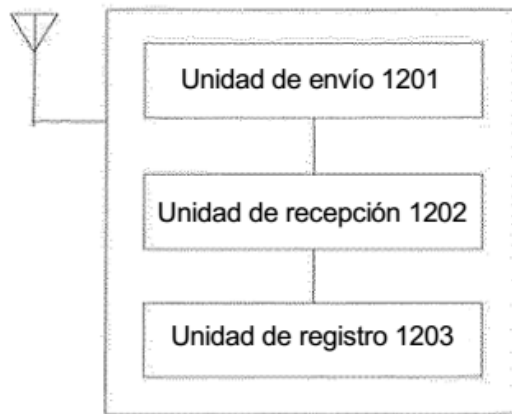 Unidad de envío 1201
Unidad de recepción 1202
Unidad de registro 1203